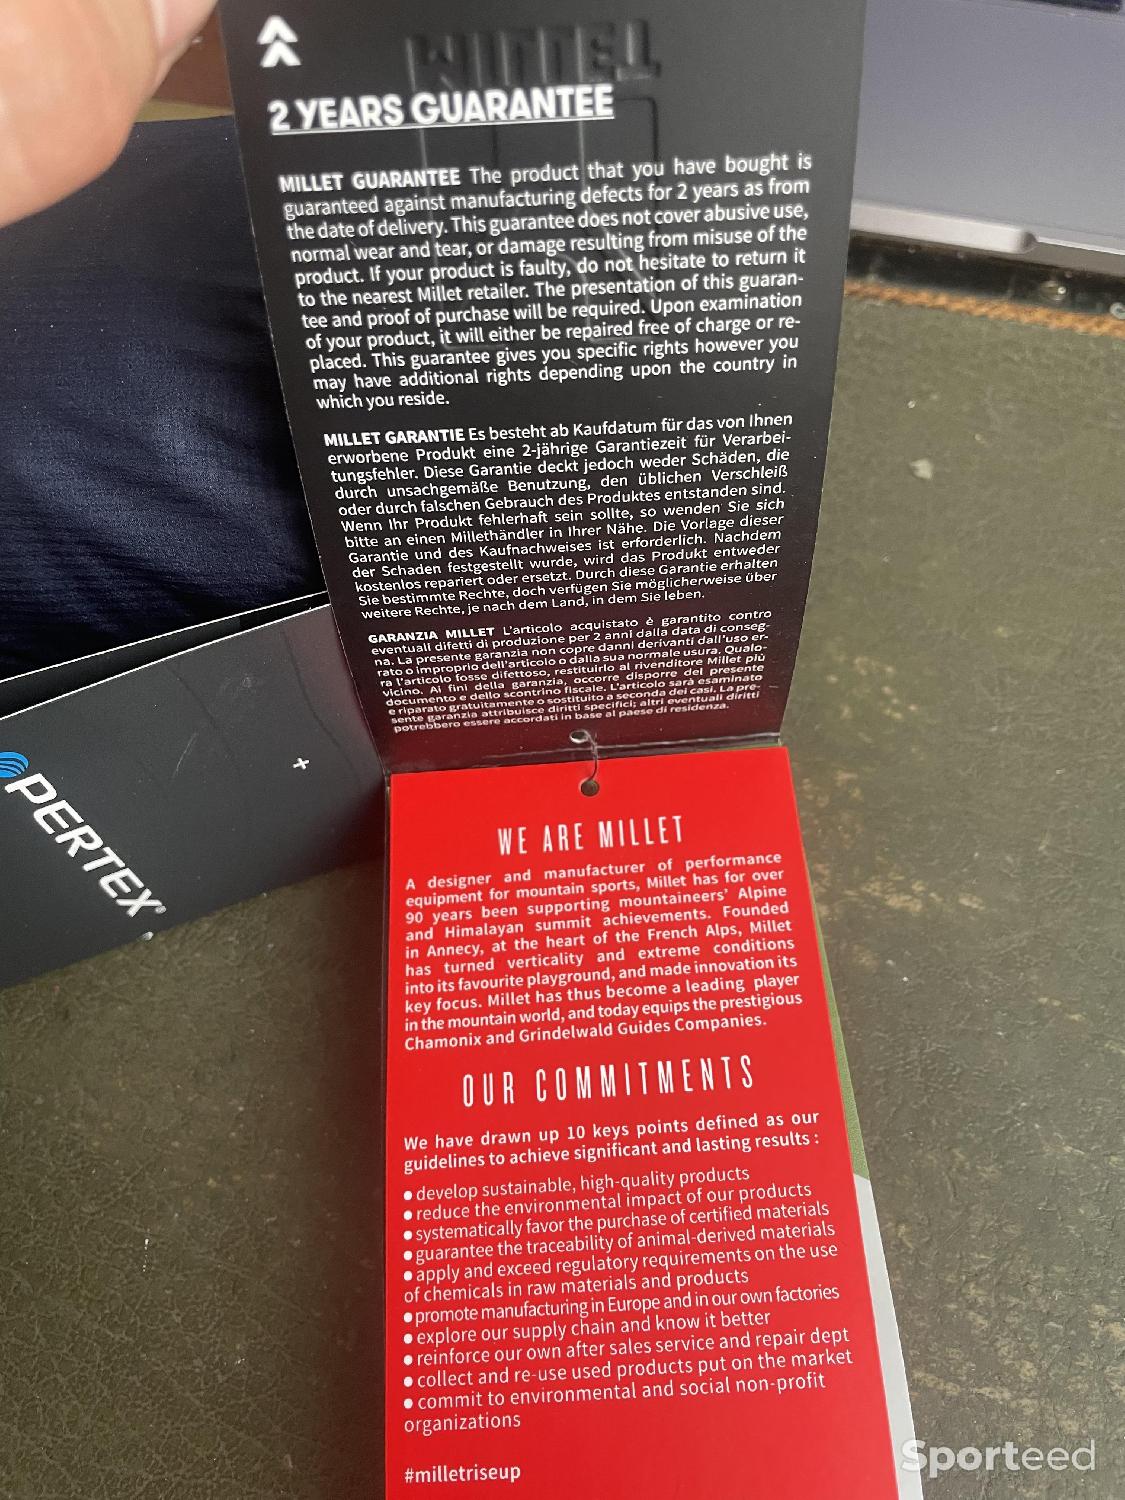 MILLET
2 YEARS GUARANTEE
MILLET GUARANTEE The product that you have bought is
guaranteed against manufacturing defects for 2 years as from
the date of delivery. This guarantee does not cover abusive use,
normal wear and tear, or damage resulting from misuse of the
product. If your product is faulty, do not hesitate to return it
to the nearest Millet retailer. The presentation of this guaran-
tee and proof of purchase will be required. Upon examination
of your product, it will either be repaired free of charge or re-
placed. This guarantee gives you specific rights however you
may have additional rights depending upon the country in
which you reside.
MILLET GARANTIE Es besteht ab Kaufdatum für das von Ihnen
erworbene Produkt eine 2-jährige Garantiezeit für Verarbei-
tungsfehler. Diese Garantie deckt jedoch weder Schäden, die
durch unsachgemäße Benutzung, den üblichen Verschleiß
oder durch falschen Gebrauch des Produktes entstanden sind.
Wenn Ihr Produkt fehlerhaft sein sollte, so wenden Sie sich
bitte an einen Millethändler in Ihrer Nähe. Die Vorlage dieser
Garantie und des Kaufnachweises ist erforderlich. Nachdem
der Schaden festgestellt wurde, wird das Produkt entweder
kostenlos repariert oder ersetzt. Durch diese Garantie erhalten
Sie bestimmte Rechte, doch verfügen Sie möglicherweise über
weitere Rechte, je nach dem Land, in dem Sie leben.
GARANZIA MILLET L'articolo acquistato è garantito contro
eventuali difetti di produzione per 2 anni dalla data di conseg-
na. La presente garanzia non copre danni derivanti dall'uso er-
rato o improprio dell'articolo o dalla sua normale usura. Qualo-
ra l'articolo fosse difettoso, restituirlo al rivenditore Millet più
vicino. Ai fini della garanzia, occorre disporre del presente
documento e dello scontrino fiscale. L'articolo sarà esaminato
e riparato gratuitamente o sostituito a seconda dei casi. La pre-
sente garanzia attribuisce diritti specifici; altri eventuali diritti
potrebbero essere accordati in base al paese di residenza.
PERTEX®
WE ARE MILLET
A designer and manufacturer of performance
equipment for mountain sports, Millet has for over
90 years been supporting mountaineers' Alpine
and Himalayan summit achievements. Founded
in Annecy, at the heart of the French Alps, Millet
has turned verticality and extreme conditions
into its favourite playground, and made innovation its
key focus. Millet has thus become a leading player
in the mountain world, and today equips the prestigious
Chamonix and Grindelwald Guides Companies.
OUR COMMITMENTS
We have drawn up 10 keys points defined as our
guidelines to achieve significant and lasting results :
• develop sustainable, high-quality products
• reduce the environmental impact of our products
• systematically favor the purchase of certified materials
• guarantee the traceability of animal-derived materials
• apply and exceed regulatory requirements on the use
of chemicals in raw materials and products
• promote manufacturing in Europe and in our own factories
• explore our supply chain and know it better
• reinforce our own after sales service and repair dept
• collect and re-use used products put on the market
• commit to environmental and social non-profit
organizations
#milletriseup
Sporteed